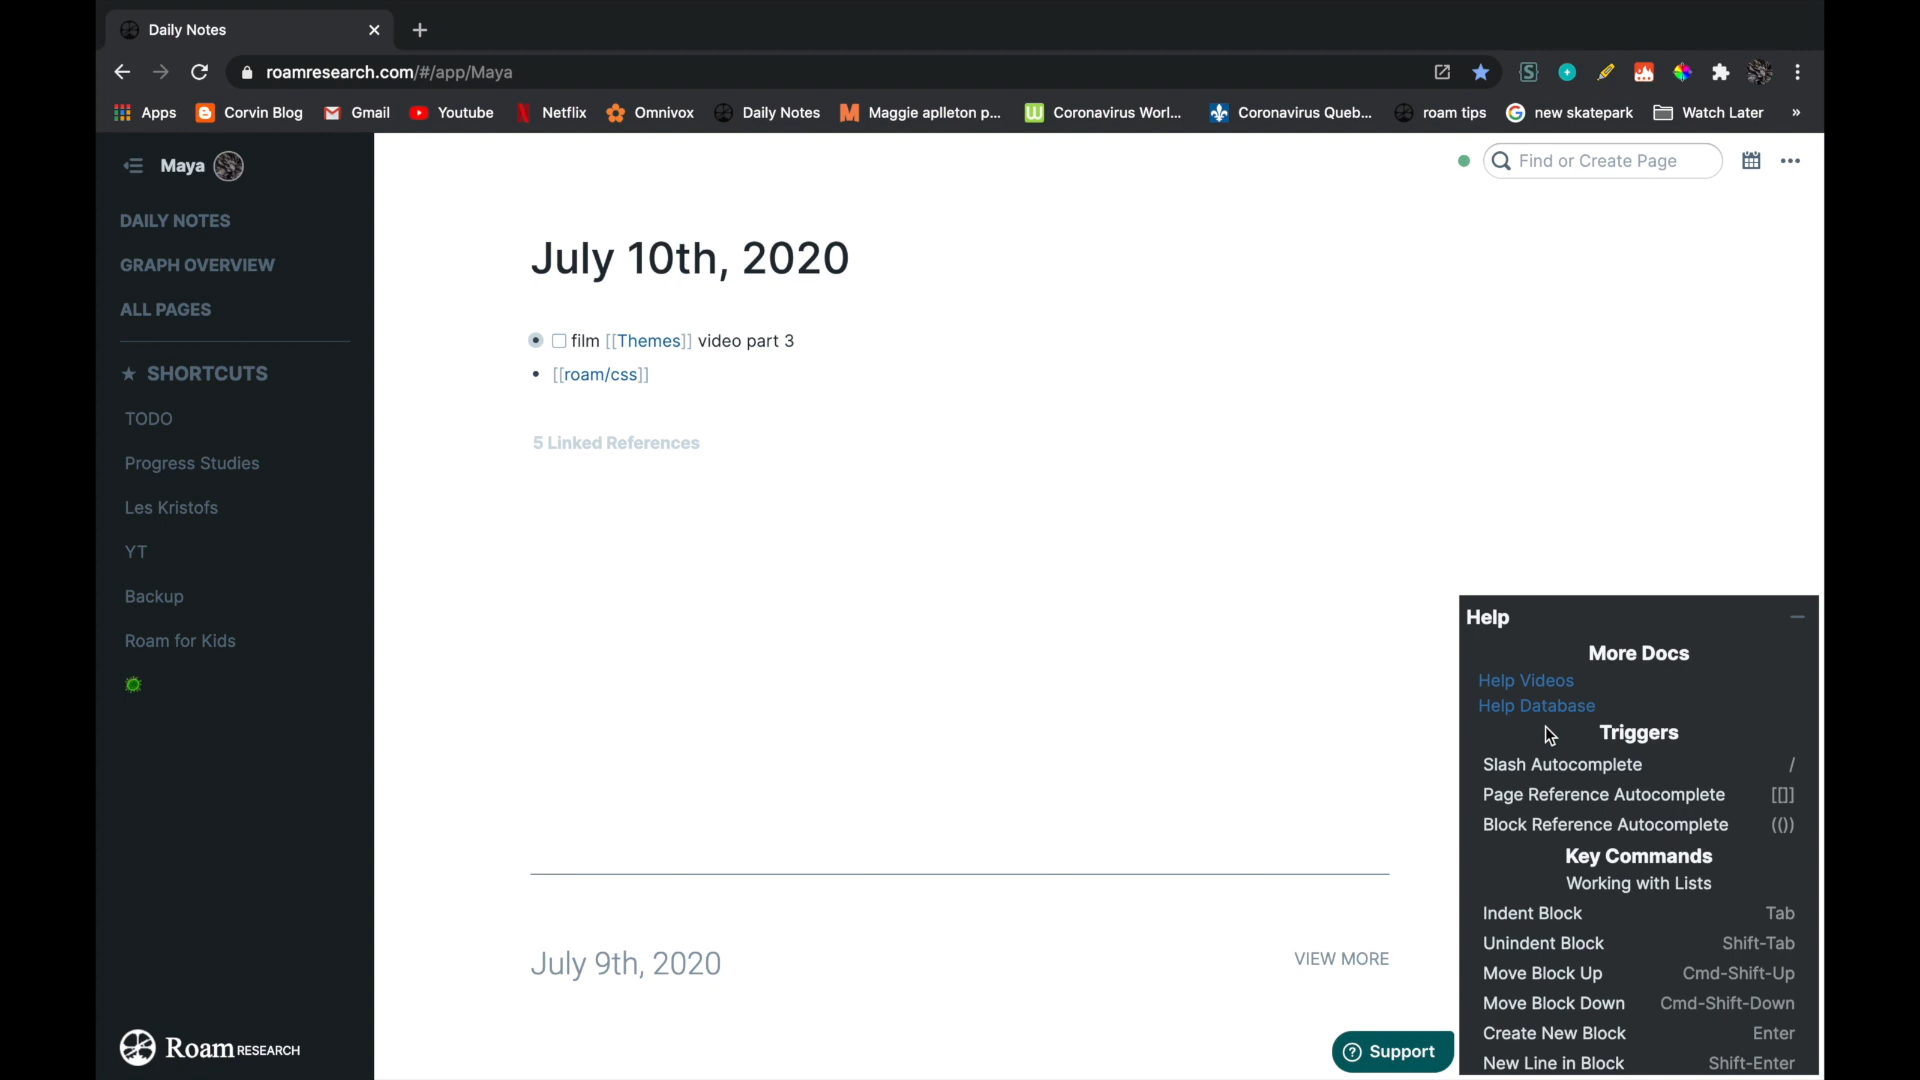 Daily Notes
roamresearch.com/#/app/Maya
Apps Corvin Blog Gmail Youtube Netflix Omnivox Daily Notes Maggie aplleton p... Coronavirus Worl... Coronavirus Queb... roam tips new skatepark Watch Later »
Maya
DAILY NOTES
GRAPH OVERVIEW
ALL PAGES
★ SHORTCUTS
TODO
Progress Studies
Les Kristofs
YT
Backup
Roam for Kids
Roam RESEARCH
Find or Create Page
July 10th, 2020
film [[Themes]] video part 3
[[roam/css]]
5 Linked References
July 9th, 2020
VIEW MORE
Support
Help
More Docs
Help Videos
Help Database
Triggers
Slash Autocomplete /
Page Reference Autocomplete [[]]
Block Reference Autocomplete (())
Key Commands
Working with Lists
Indent Block Tab
Unindent Block Shift-Tab
Move Block Up Cmd-Shift-Up
Move Block Down Cmd-Shift-Down
Create New Block Enter
New Line in Block Shift-Enter